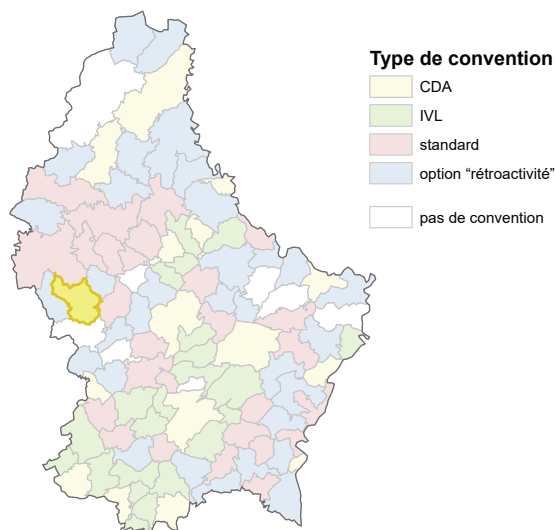 Type de convention
CDA
IVL
standard
option “rétroactivité”
pas de convention